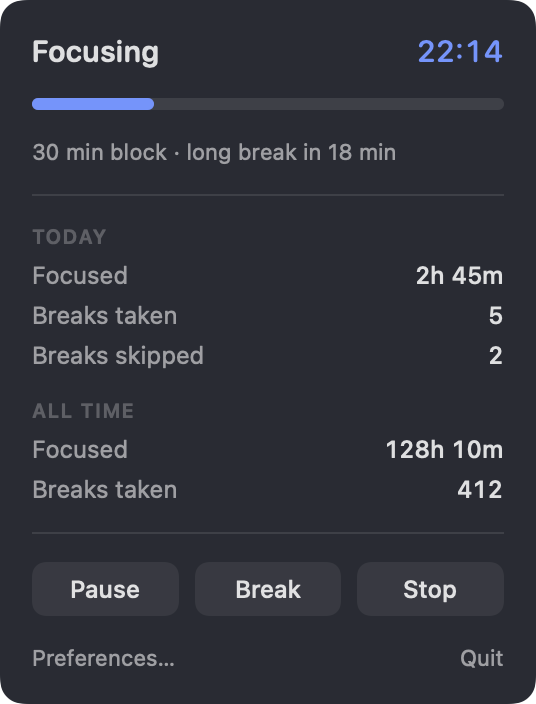 Focusing 22:14
30 min block · long break in 18 min
TODAY
Focused 2h 45m
Breaks taken 5
Breaks skipped 2
ALL TIME
Focused 128h 10m
Breaks taken 412
Pause Break Stop
Preferences... Quit